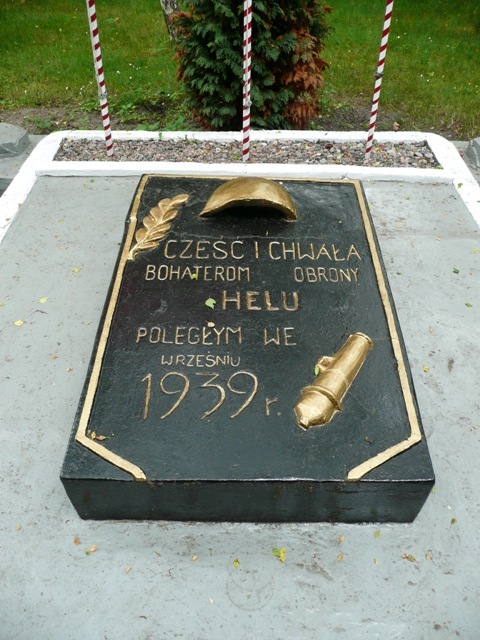 CZEŚĆ I CHWAŁA
BOHATEROM OBRONY
HELU
POLEGŁYM WE
WRZEŚNIU
1939 r.